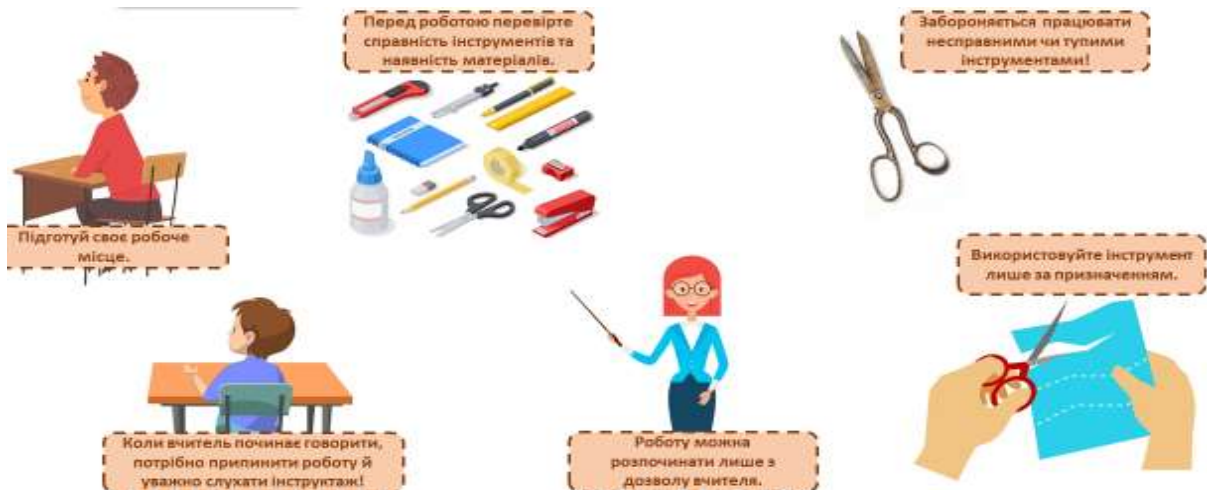 Перед роботою перевірте
справність інструментів та
наявність матеріалів.
Забороняється працювати
несправними чи тупими
інструментами!
Підготуй своє робоче
місце.
Використовуйте інструмент
лише за призначенням.
Коли вчитель починає говорити,
потрібно припинити роботу й
уважно слухати інструктаж!
Роботу можна
розпочинати лише з
дозволу вчителя.